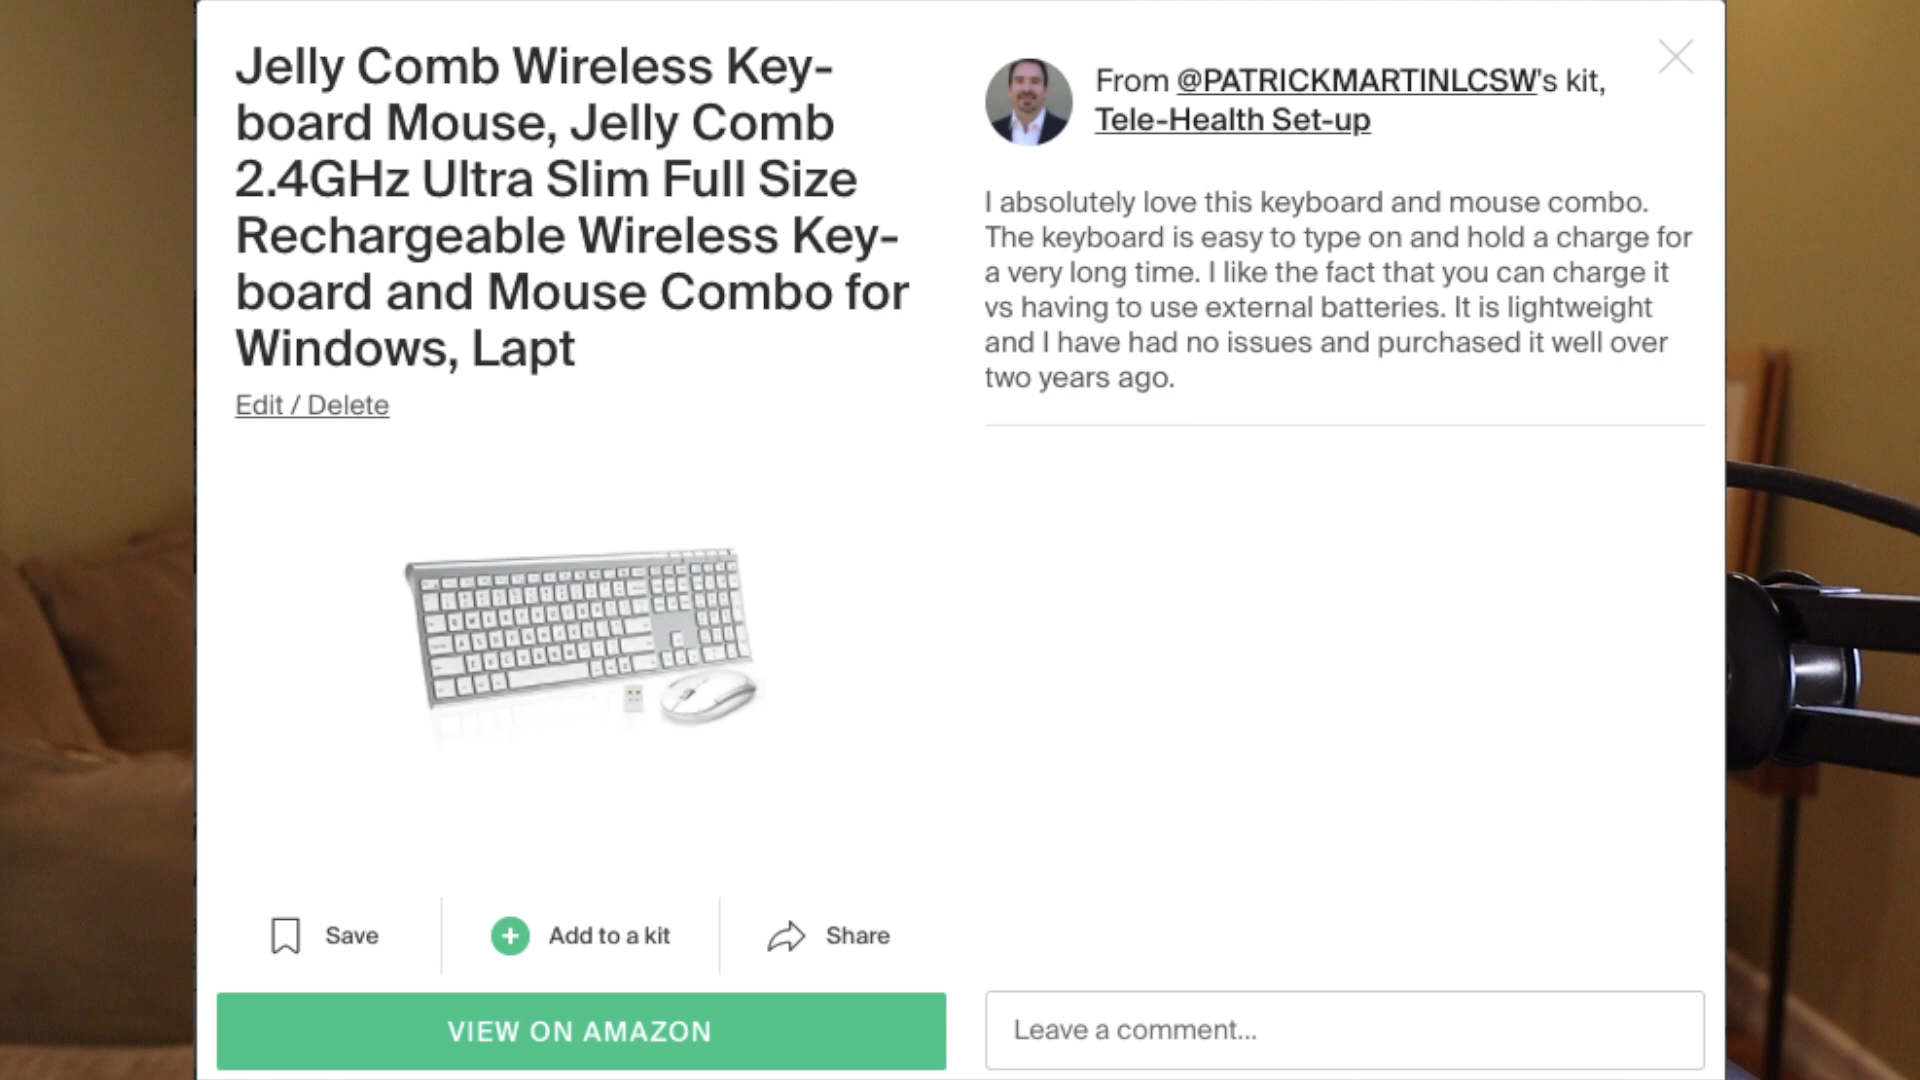 Jelly Comb Wireless Key-
board Mouse, Jelly Comb
2.4GHz Ultra Slim Full Size
Rechargeable Wireless Key-
board and Mouse Combo for
Windows, Lapt
Edit / Delete
Save
Add to a kit
Share
VIEW ON AMAZON
From @PATRICKMARTINLCSW's kit,
Tele-Health Set-up
I absolutely love this keyboard and mouse combo.
The keyboard is easy to type on and hold a charge for
a very long time. I like the fact that you can charge it
vs having to use external batteries. It is lightweight
and I have had no issues and purchased it well over
two years ago.
Leave a comment...